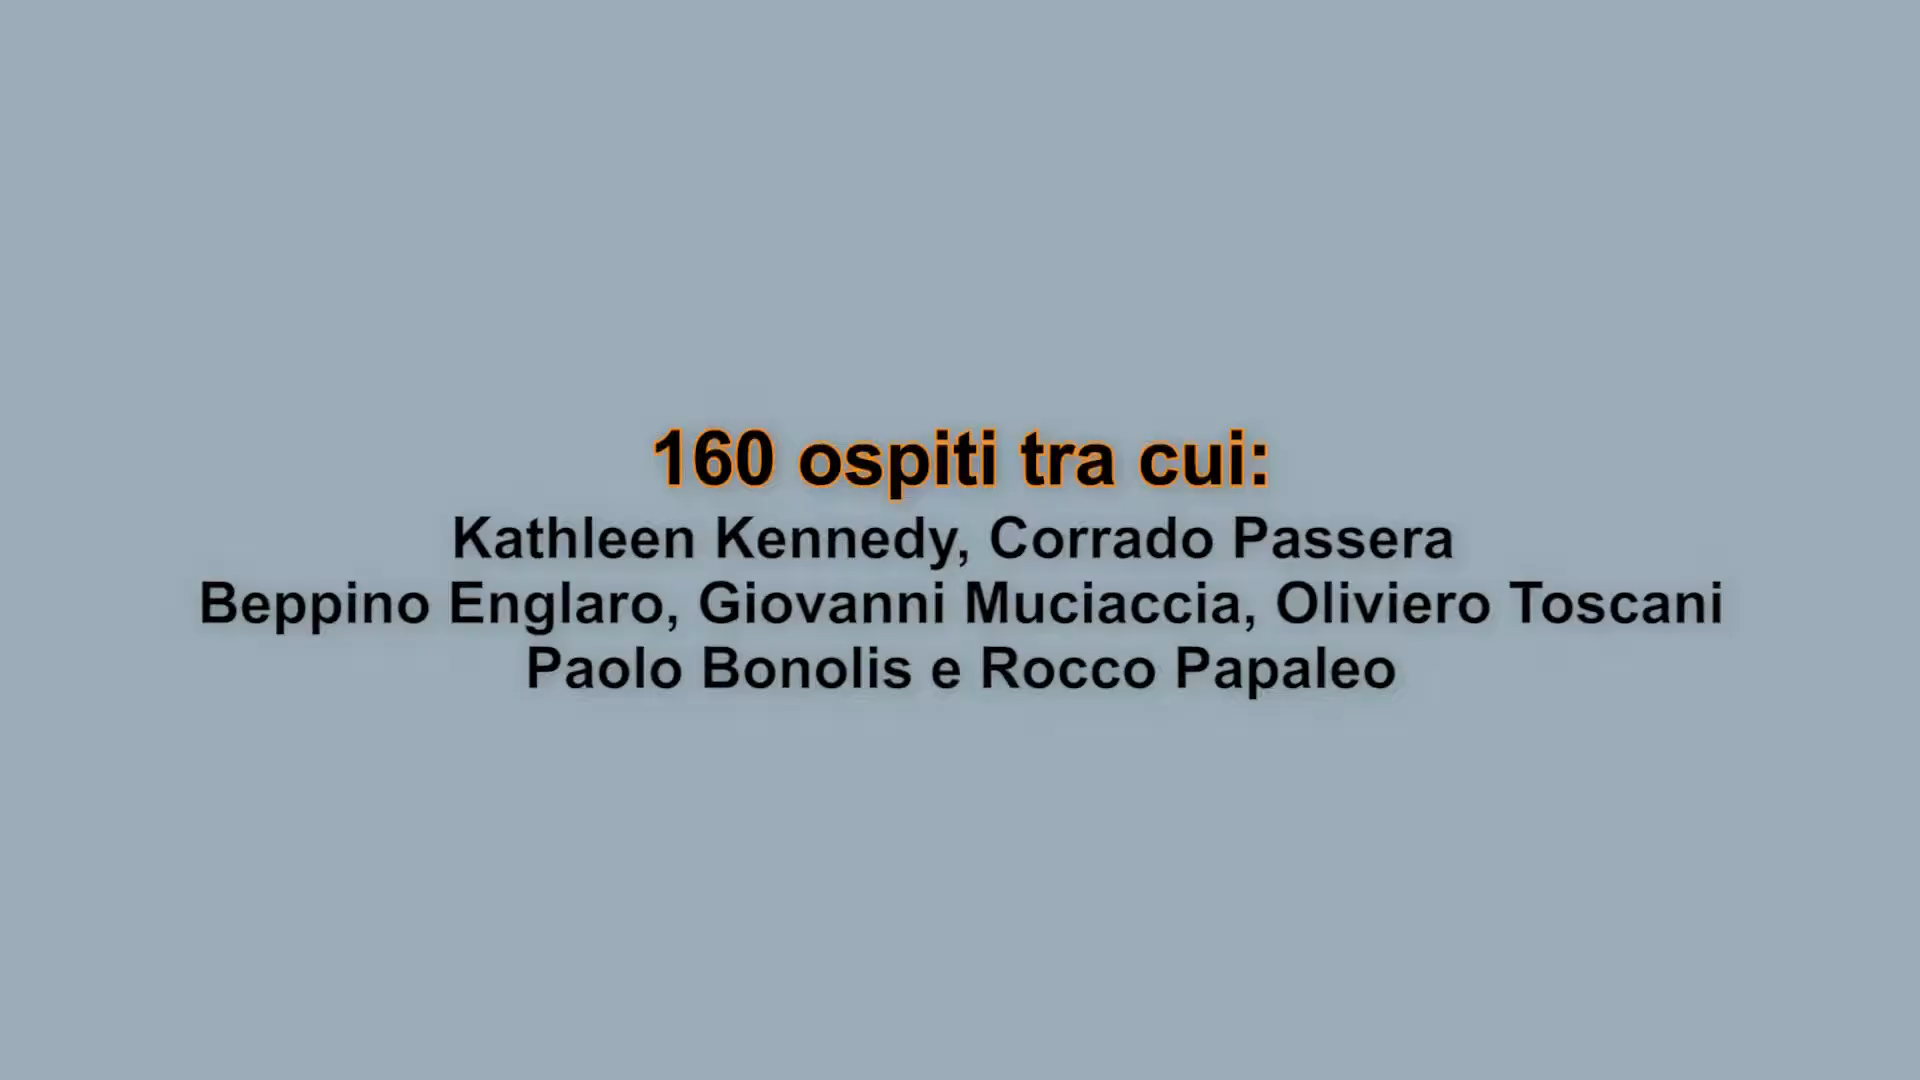 160 ospiti tra cui:
Kathleen Kennedy, Corrado Passera
Beppino Englaro, Giovanni Muciaccia, Oliviero Toscani
Paolo Bonolis e Rocco Papaleo